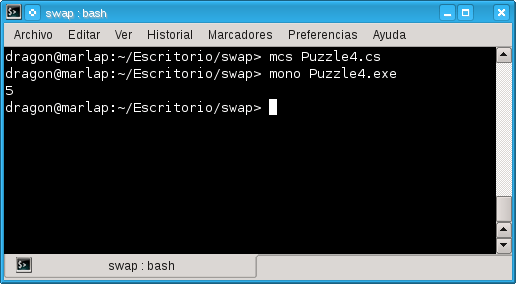 swap : bash
Archivo Editar Ver Historial Marcadores Preferencias Ayuda
dragon@marlap:~/Escritorio/swap> mcs Puzzle4.cs
dragon@marlap:~/Escritorio/swap> mono Puzzle4.exe
5
dragon@marlap:~/Escritorio/swap>
swap : bash